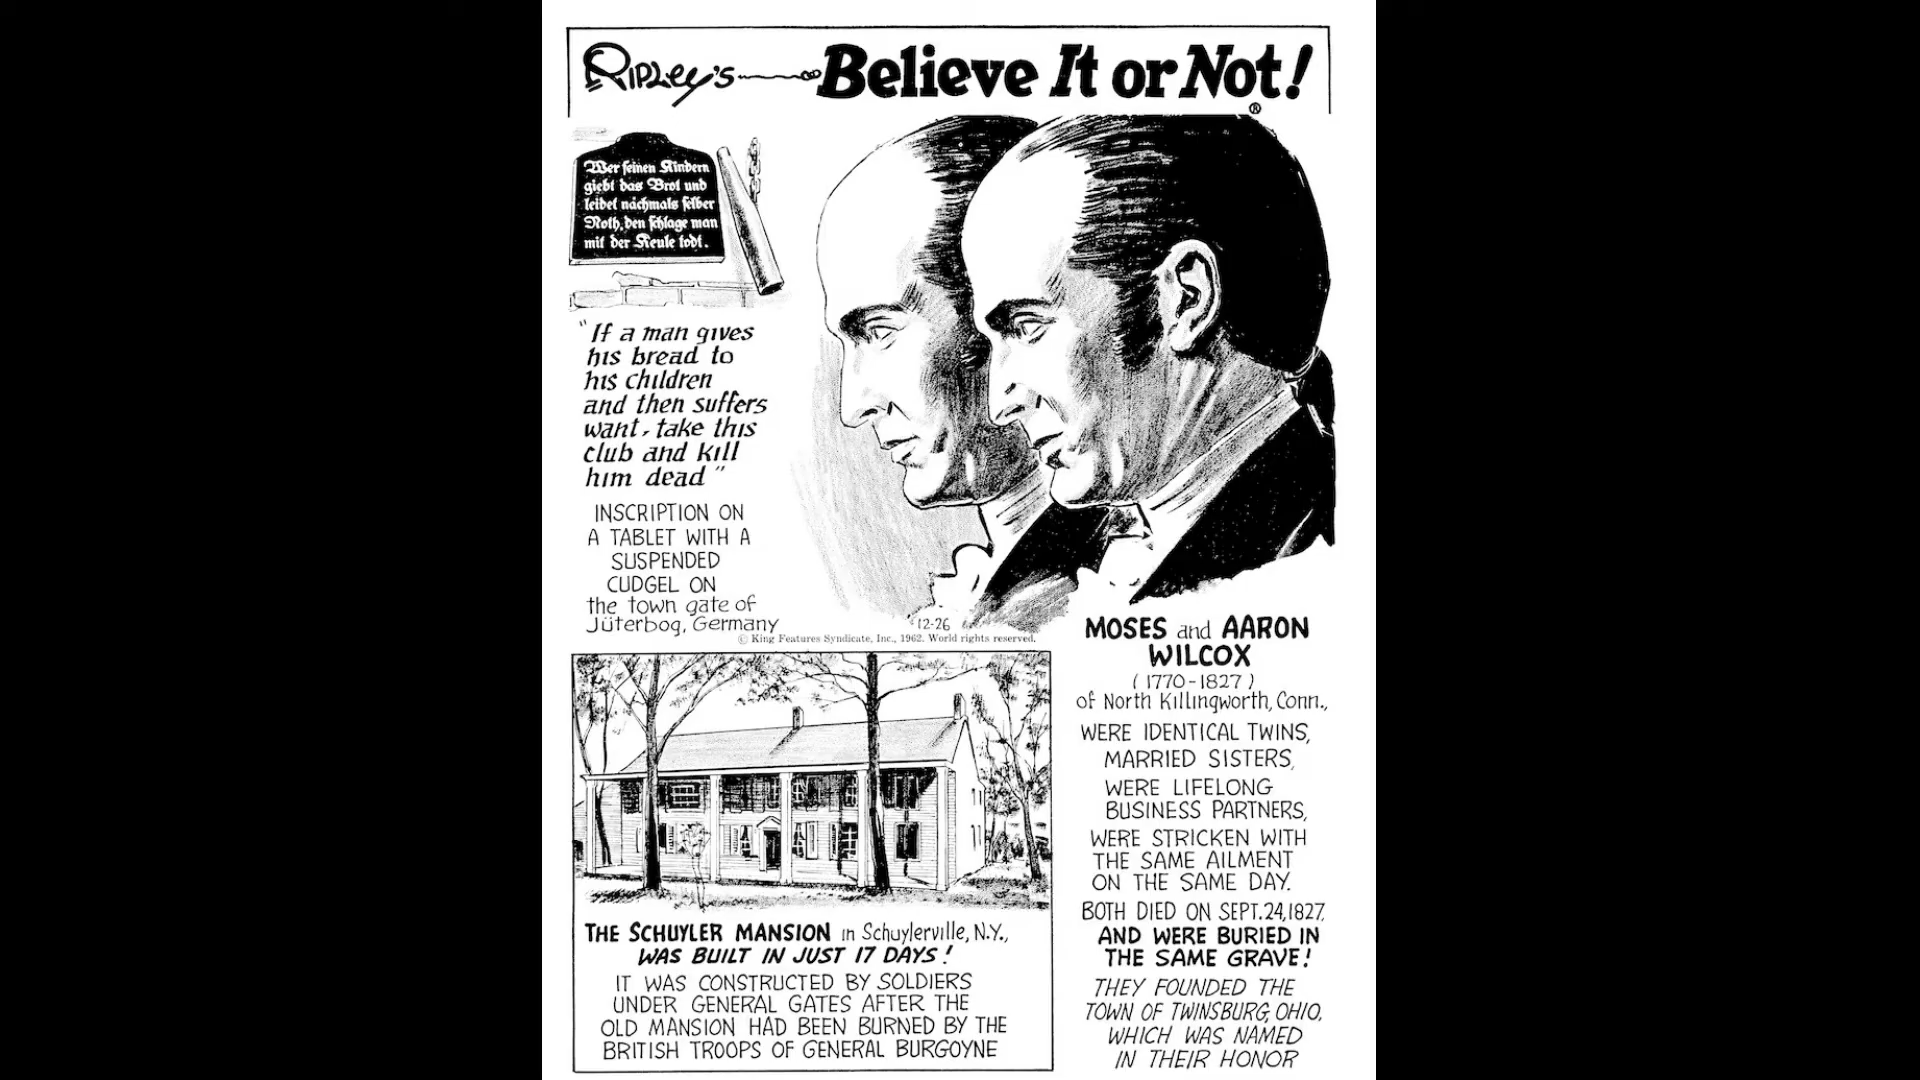 Ripley's Believe It or Not!
®
Wer seinen Kindern
giebt das Brot und
leidet nachmals selber
Noth, den schlage man
mit der Keule todt.
"If a man gives
his bread to
his children
and then suffers
want, take this
club and kill
him dead"
INSCRIPTION ON
A TABLET WITH A
SUSPENDED
CUDGEL ON
the town gate of
Jüterbog, Germany
12-26
© King Features Syndicate, Inc., 1962. World rights reserved.
MOSES and AARON
WILCOX
(1770-1827)
of North Killingworth, Conn.,
WERE IDENTICAL TWINS,
MARRIED SISTERS,
WERE LIFELONG
BUSINESS PARTNERS,
WERE STRICKEN WITH
THE SAME AILMENT
ON THE SAME DAY.
BOTH DIED ON SEPT. 24, 1827,
AND WERE BURIED IN
THE SAME GRAVE!
THEY FOUNDED THE
TOWN OF TWINSBURG, OHIO,
WHICH WAS NAMED
IN THEIR HONOR
THE SCHUYLER MANSION in Schuylerville, N.Y.,
WAS BUILT IN JUST 17 DAYS!
IT WAS CONSTRUCTED BY SOLDIERS
UNDER GENERAL GATES AFTER THE
OLD MANSION HAD BEEN BURNED BY THE
BRITISH TROOPS OF GENERAL BURGOYNE